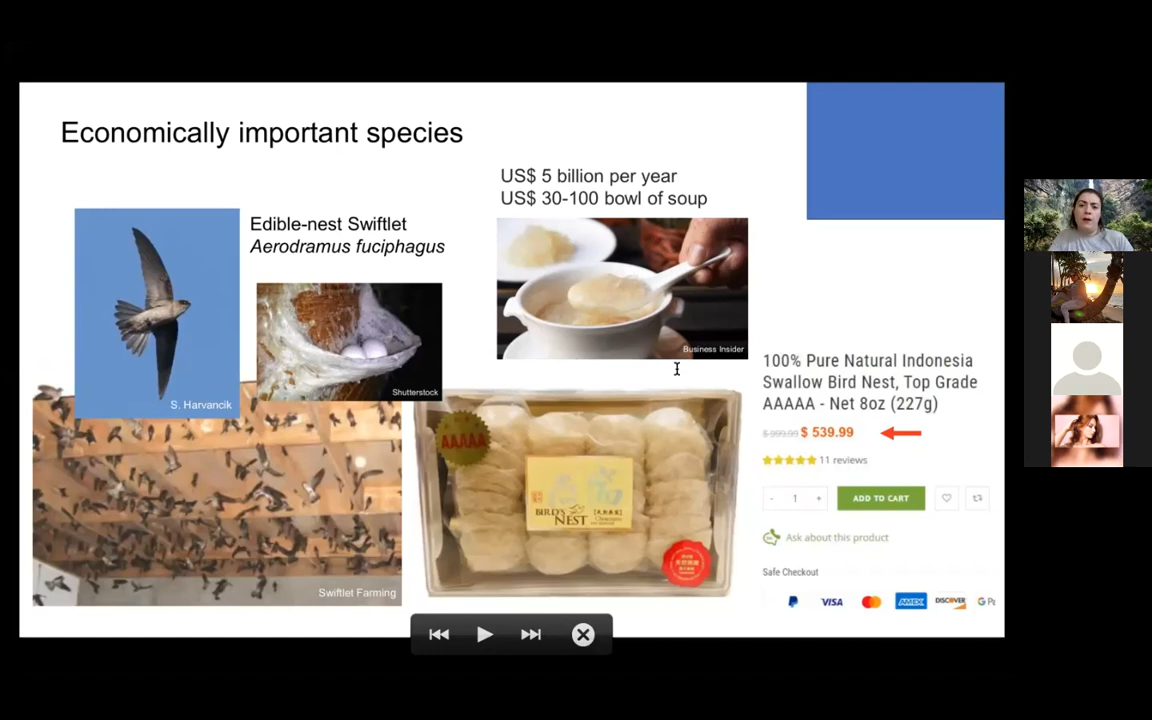 Economically important species
US$ 5 billion per year
US$ 30-100 bowl of soup
Edible-nest Swiftlet
Aerodramus fuciphagus
S. Harvancik
Shutterstock
Business Insider
100% Pure Natural Indonesia
Swallow Bird Nest, Top Grade
AAAAA - Net 8oz (227g)
$ 999.99 $ 539.99
11 reviews
- 1 +
ADD TO CART
Ask about this product
Safe Checkout
VISA
AMEX
DISCOVER
G Pa
AAAAA
BIRD'S
NEST
Swiftlet Farming